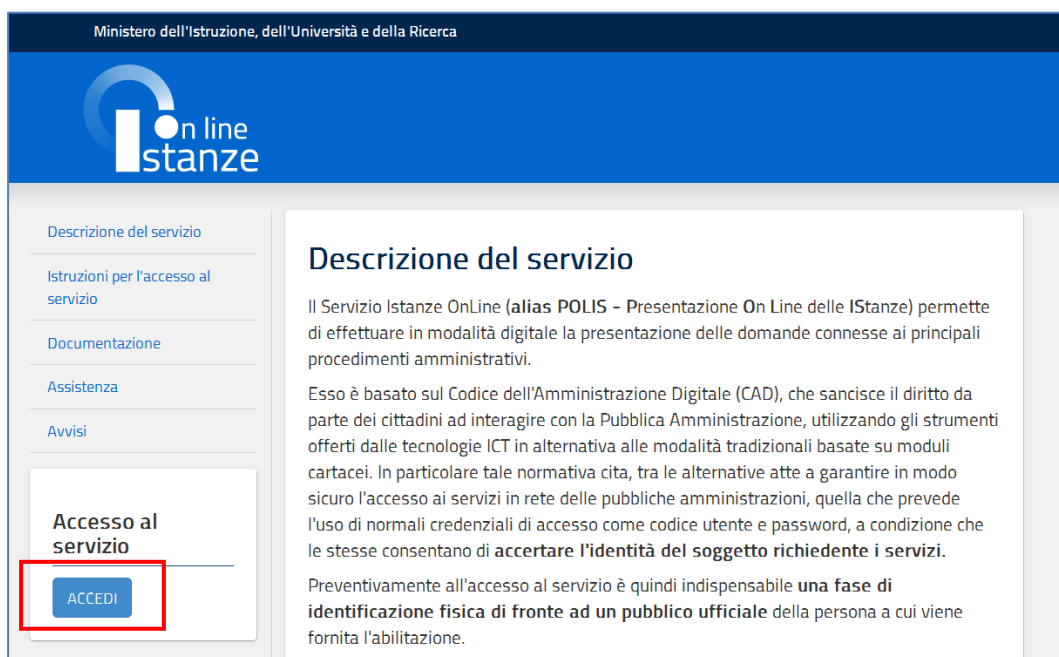 Ministero dell'Istruzione, dell'Università e della Ricerca
On line
Istanze
Descrizione del servizio
Istruzioni per l'accesso al
servizio
Documentazione
Assistenza
Avvisi
Accesso al
servizio
ACCEDI
Descrizione del servizio
Il Servizio Istanze OnLine (alias POLIS - Presentazione On Line delle IStanze) permette
di effettuare in modalità digitale la presentazione delle domande connesse ai principali
procedimenti amministrativi.
Esso è basato sul Codice dell'Amministrazione Digitale (CAD), che sancisce il diritto da
parte dei cittadini ad interagire con la Pubblica Amministrazione, utilizzando gli strumenti
offerti dalle tecnologie ICT in alternativa alle modalità tradizionali basate su moduli
cartacei. In particolare tale normativa cita, tra le alternative atte a garantire in modo
sicuro l'accesso ai servizi in rete delle pubbliche amministrazioni, quella che prevede
l'uso di normali credenziali di accesso come codice utente e password, a condizione che
le stesse consentano di accertare l'identità del soggetto richiedente i servizi.
Preventivamente all'accesso al servizio è quindi indispensabile una fase di
identificazione fisica di fronte ad un pubblico ufficiale della persona a cui viene
fornita l'abilitazione.